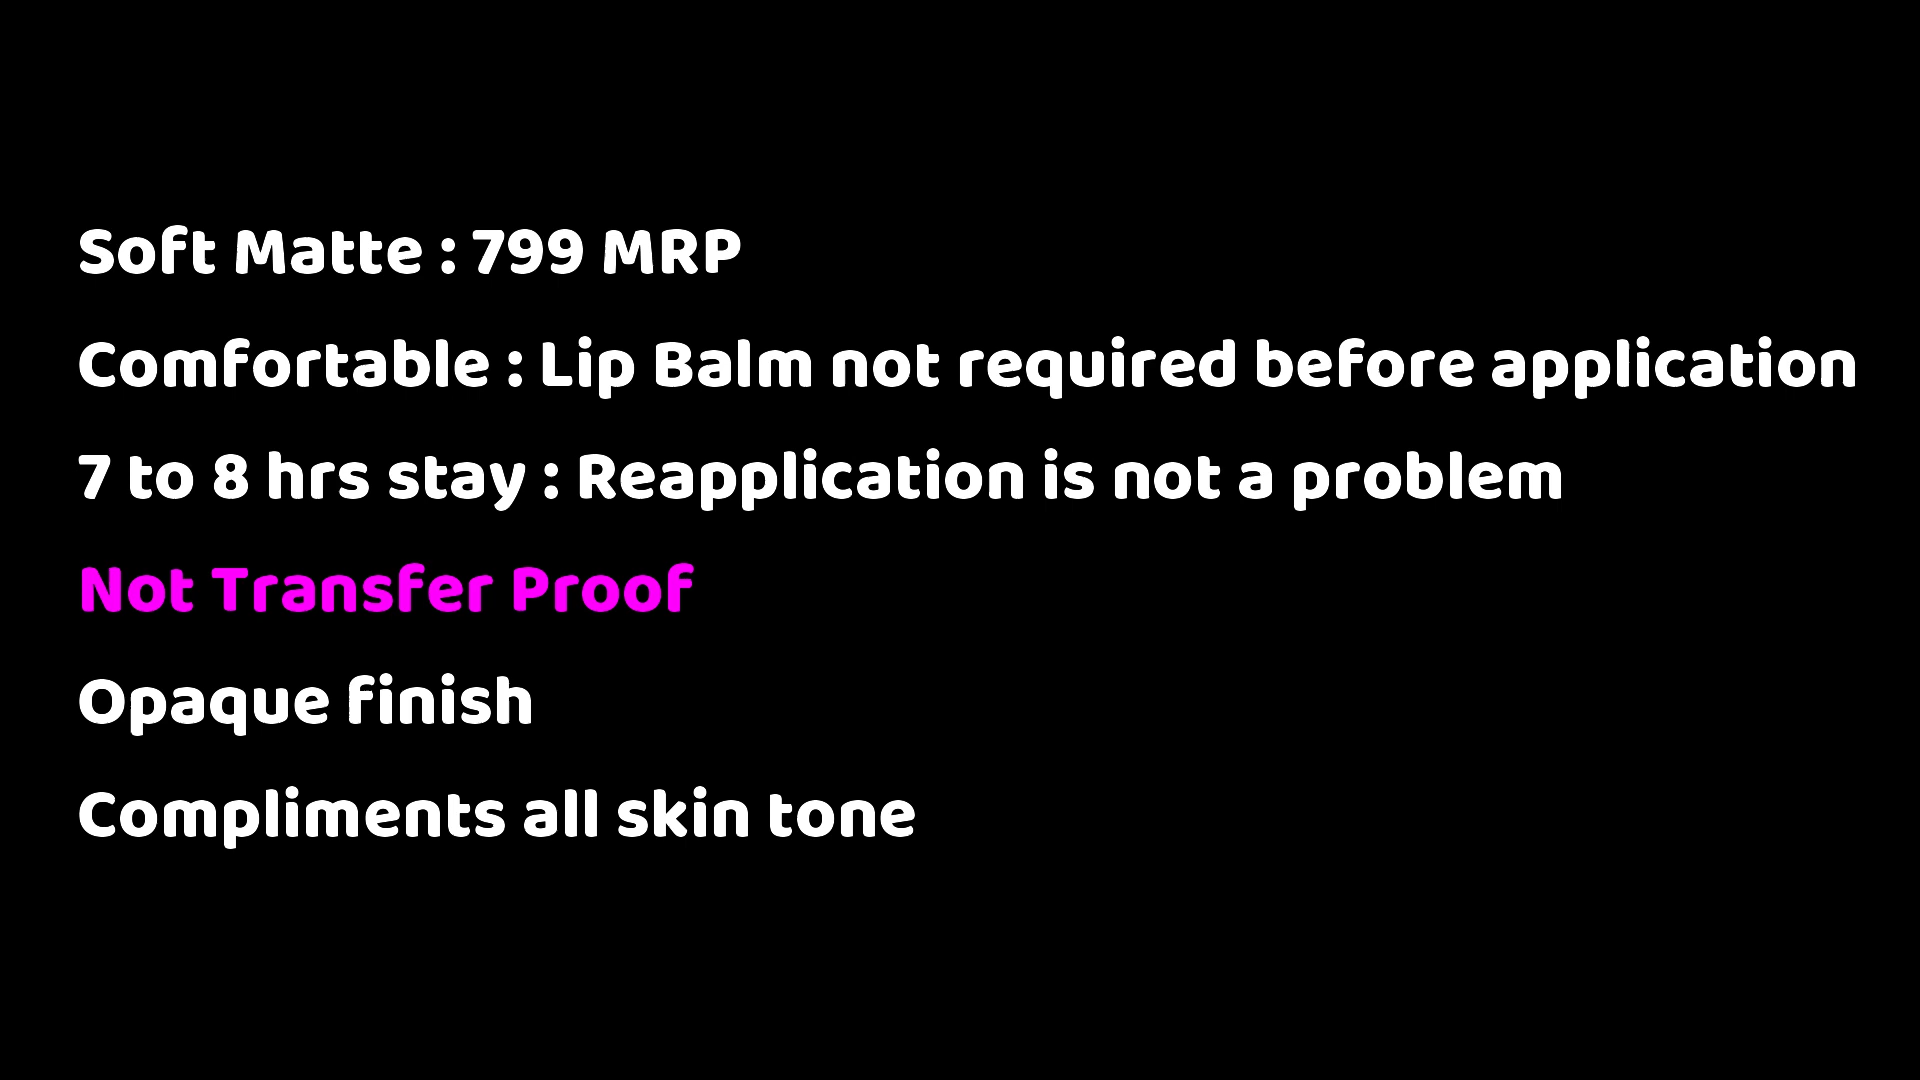 Soft Matte : 799 MRP
Comfortable : Lip Balm not required before application
7 to 8 hrs stay : Reapplication is not a problem
Not Transfer Proof
Opaque finish
Compliments all skin tone